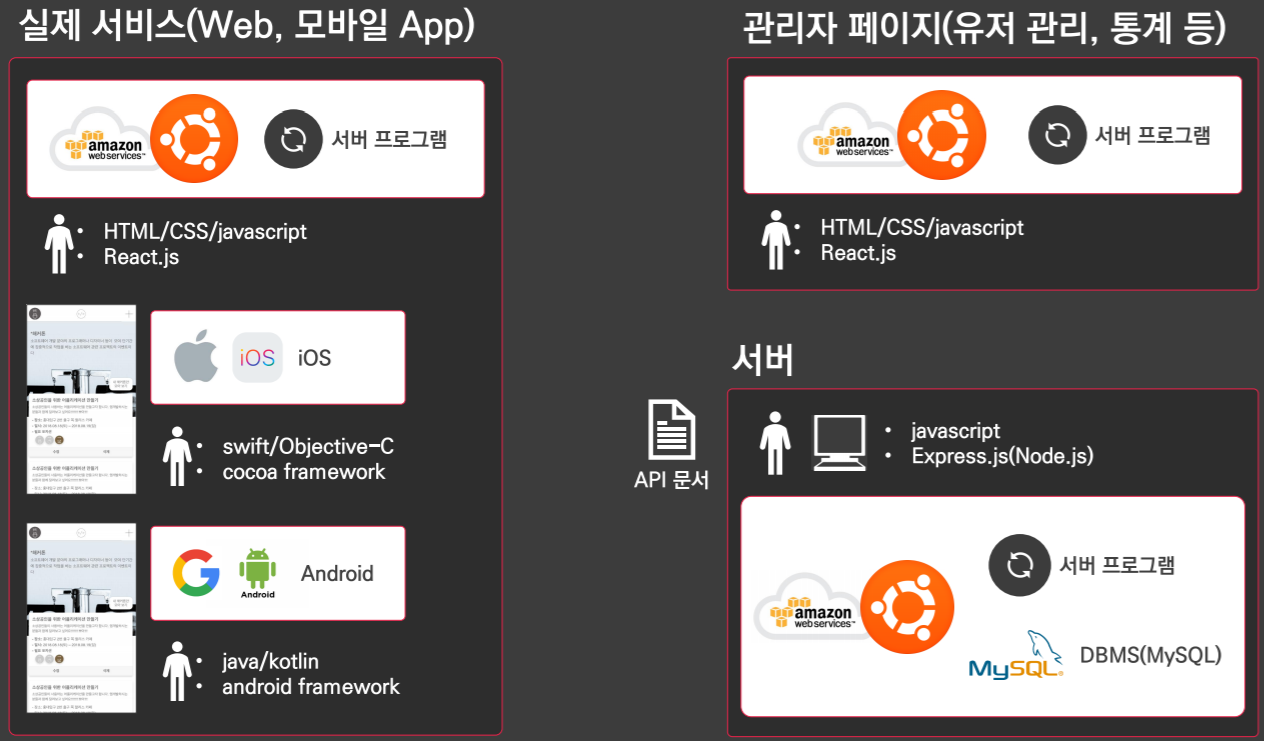 실제 서비스(Web, 모바일 App)
amazon
web services™
서버 프로그램
HTML/CSS/javascript
React.js
iOS
iOS
swift/Objective-C
cocoa framework
Android
Android
java/kotlin
android framework
API 문서
관리자 페이지(유저 관리, 통계 등)
amazon
web services™
서버 프로그램
HTML/CSS/javascript
React.js
서버
javascript
Express.js(Node.js)
서버 프로그램
amazon
web services™
MySQL®
DBMS(MySQL)